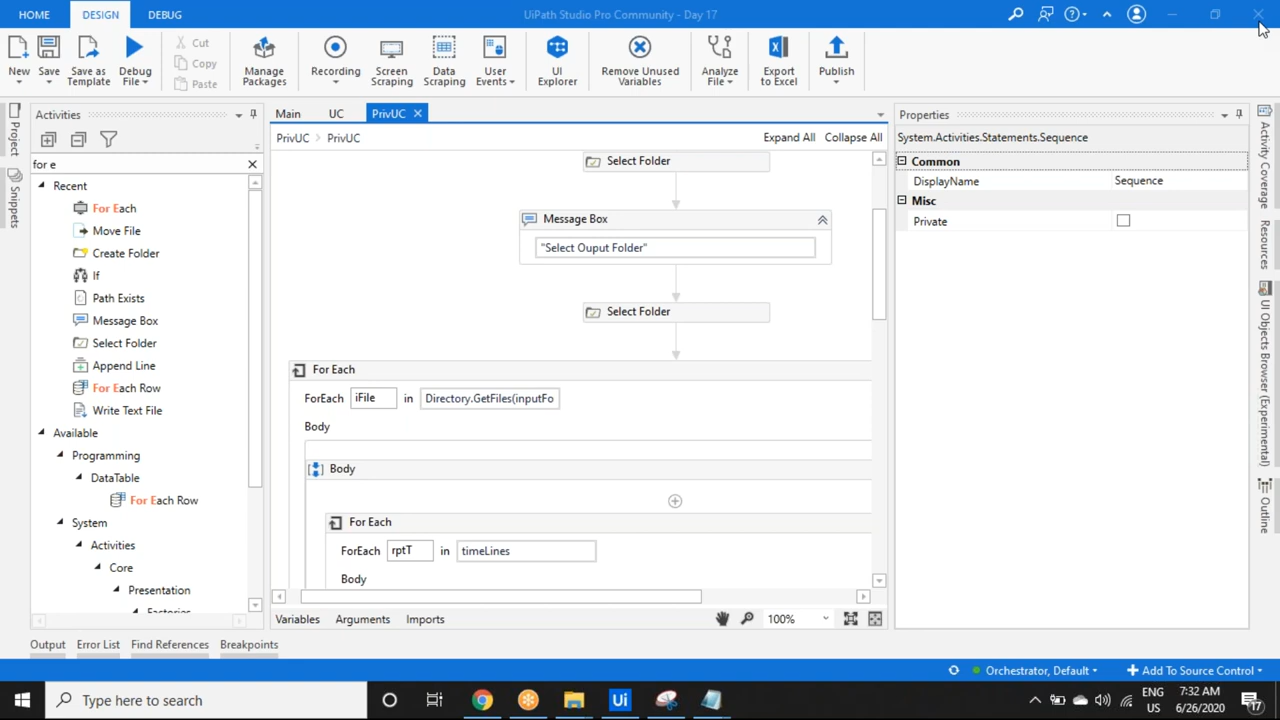 HOME DESIGN DEBUG UiPath Studio Pro Community - Day 17
New Save Save as Template Debug File Cut Copy Paste Manage Packages Recording Screen Scraping Data Scraping User Events UI Explorer Remove Unused Variables Analyze File Export to Excel Publish
Activities
for e
Recent
For Each
Move File
Create Folder
If
Path Exists
Message Box
Select Folder
Append Line
For Each Row
Write Text File
Available
Programming
DataTable
For Each Row
System
Activities
Core
Presentation
Factories
Project
Snippets
Main UC PrivUC
PrivUC > PrivUC Expand All Collapse All
Select Folder
Message Box
"Select Ouput Folder"
Select Folder
For Each
ForEach iFile in Directory.GetFiles(inputFo
Body
Body
For Each
ForEach rptT in timeLines
Body
Variables Arguments Imports 100%
Properties
System.Activities.Statements.Sequence
Common
DisplayName Sequence
Misc
Private
Activity Coverage
Resources
UI Objects Browser (Experimental)
Outline
Output Error List Find References Breakpoints
Orchestrator, Default Add To Source Control
Type here to search Ui ENG US 7:32 AM 6/26/2020 17